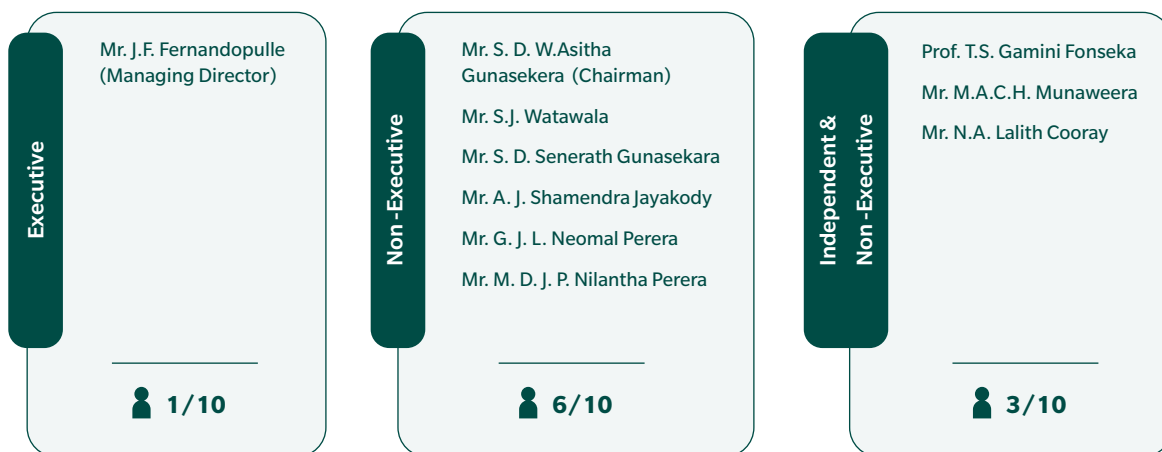 Executive
Mr. J.F. Fernandopulle
(Managing Director)
1/10
Non -Executive
Mr. S. D. W.Asitha
Gunasekera (Chairman)
Mr. S.J. Watawala
Mr. S. D. Senerath Gunasekara
Mr. A. J. Shamendra Jayakody
Mr. G. J. L. Neomal Perera
Mr. M. D. J. P. Nilantha Perera
6/10
Independent &
Non -Executive
Prof. T.S. Gamini Fonseka
Mr. M.A.C.H. Munaweera
Mr. N.A. Lalith Cooray
3/10